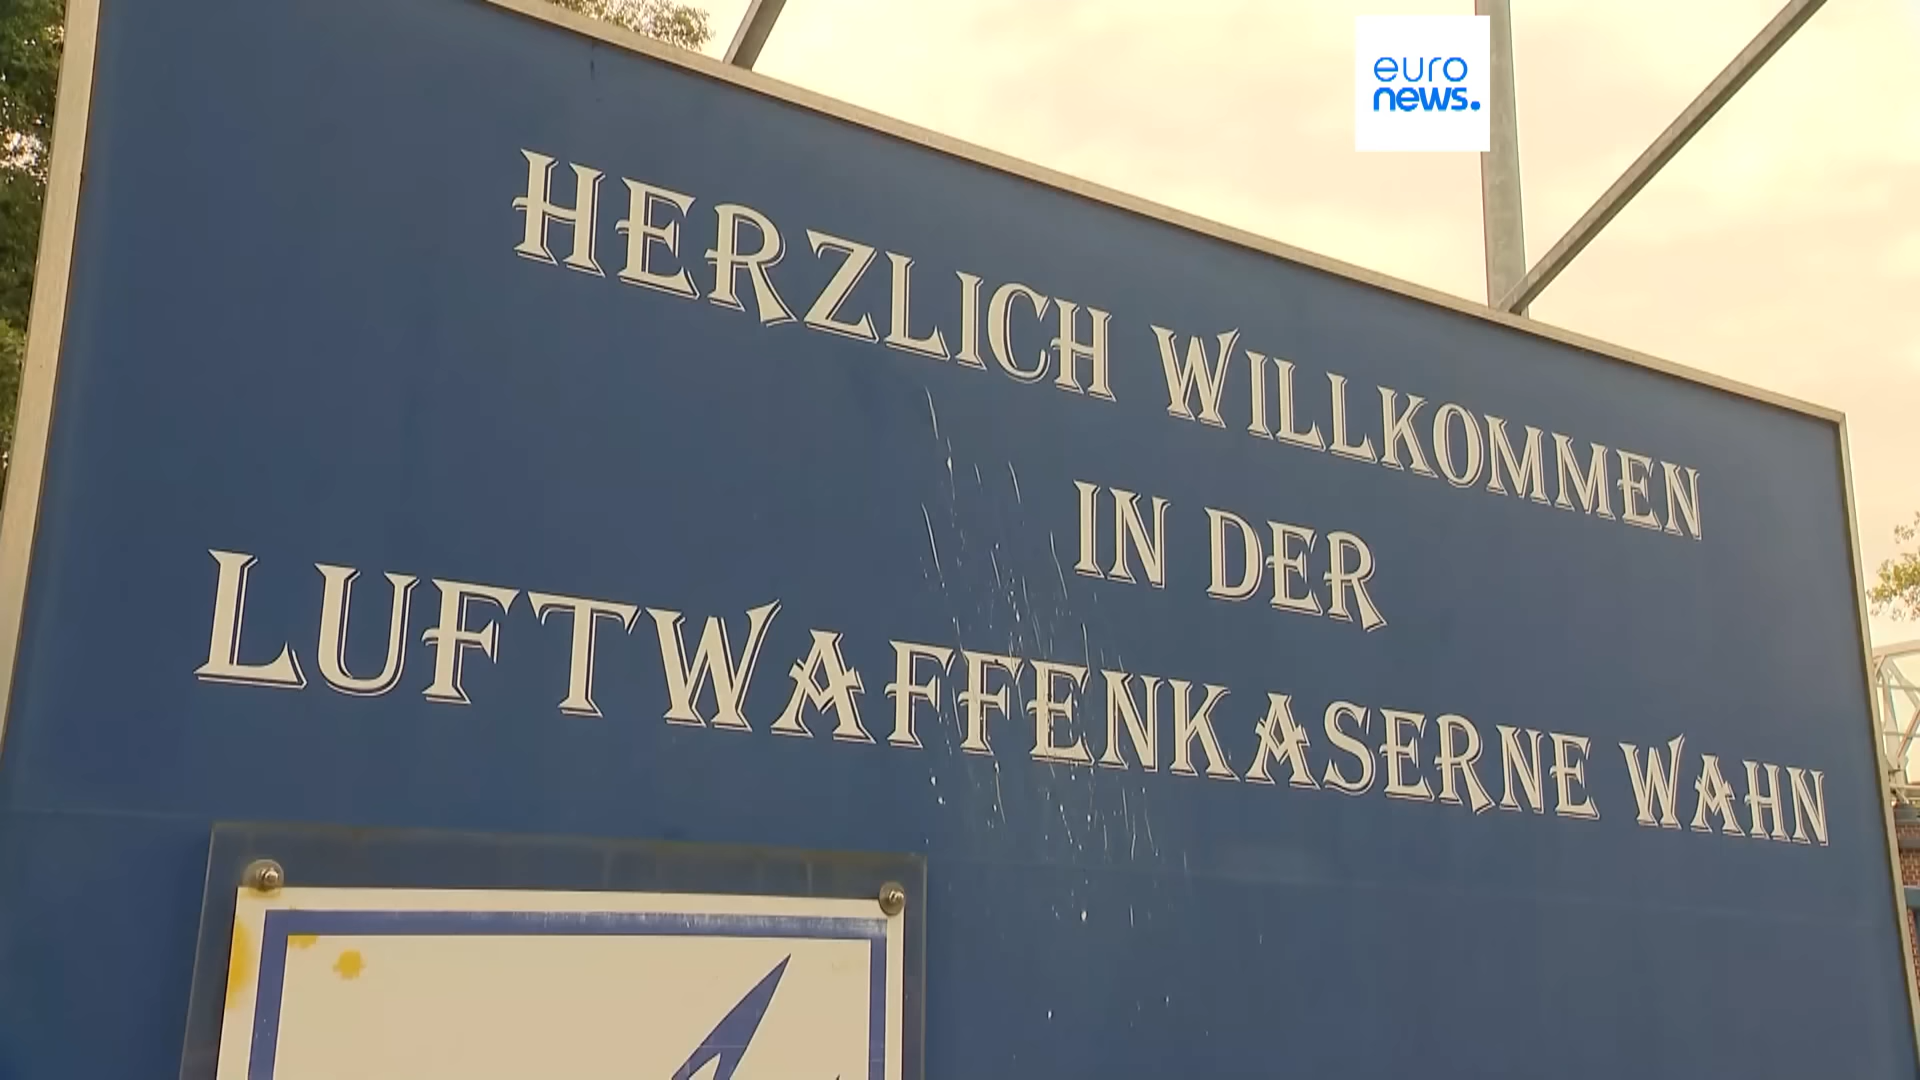 euro
news.
HERZLICH WILLKOMMEN
IN DER
LUFTWAFFENKASERNE WAHN